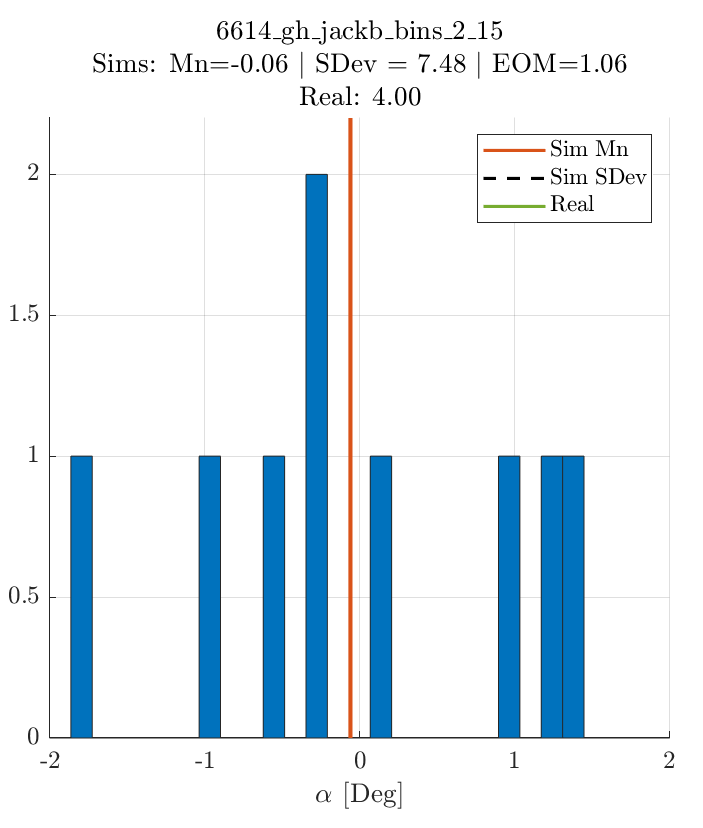 6614_gh_jackb_bins_2_15
Sims: Mn=-0.06 | SDev = 7.48 | EOM=1.06
Real: 4.00
Sim Mn
Sim SDev
Real
2
1.5
1
0.5
0
-2 -1 0 1 2
α [Deg]